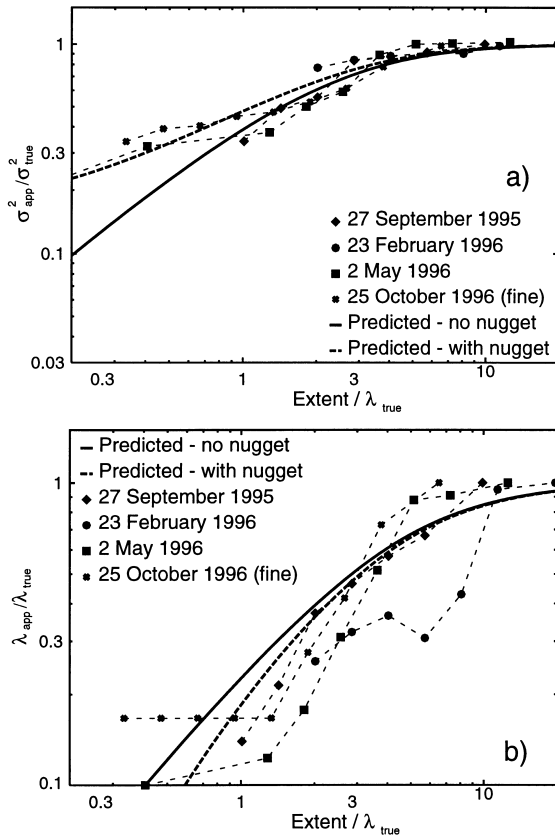 1
0.3
0.1
0.03
σ²app/σ²true
a)
27 September 1995
23 February 1996
2 May 1996
25 October 1996 (fine)
Predicted - no nugget
Predicted - with nugget
0.3 1 3 10
Extent / λ true
Predicted - no nugget
Predicted - with nugget
27 September 1995
23 February 1996
2 May 1996
25 October 1996 (fine)
1
0.3
0.1
λapp/λtrue
b)
0.3 1 3 10
Extent / λ true